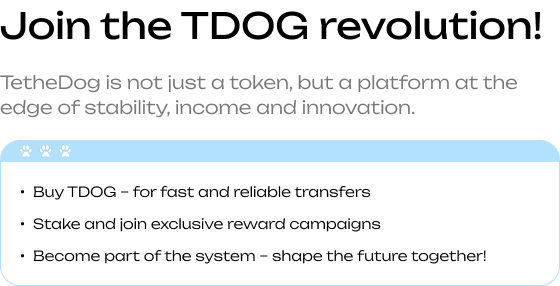 Join the TDOG revolution!
TetheDog is not just a token, but a platform at the
edge of stability, income and innovation.
• Buy TDOG – for fast and reliable transfers
• Stake and join exclusive reward campaigns
• Become part of the system – shape the future together!